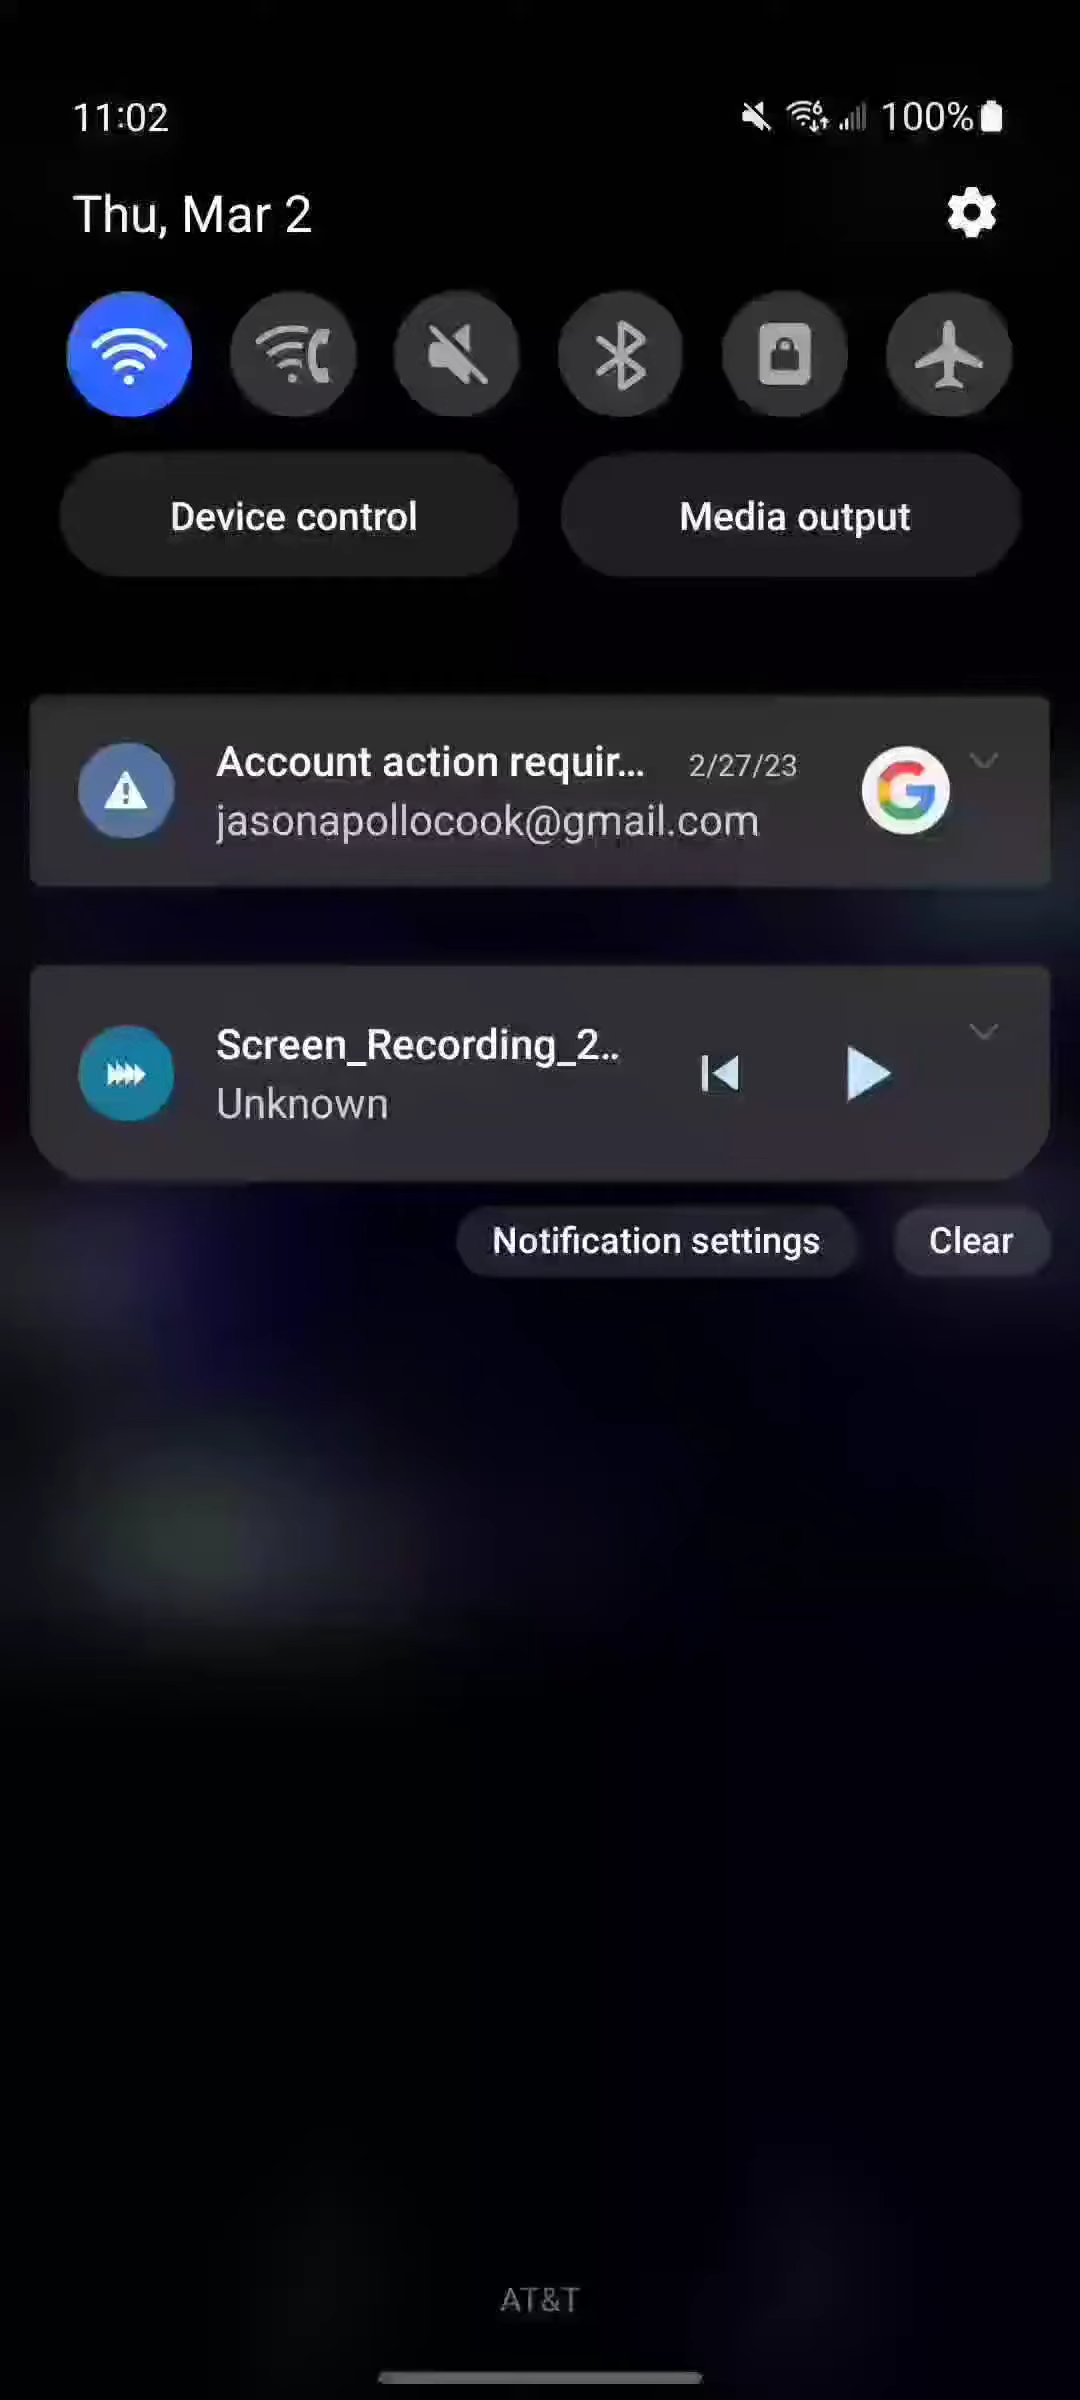 11:02
100%
Thu, Mar 2
Device control
Media output
Account action requir...
2/27/23
jasonapollocook@gmail.com
Screen_Recording_2..
Unknown
Notification settings
Clear
AT&T